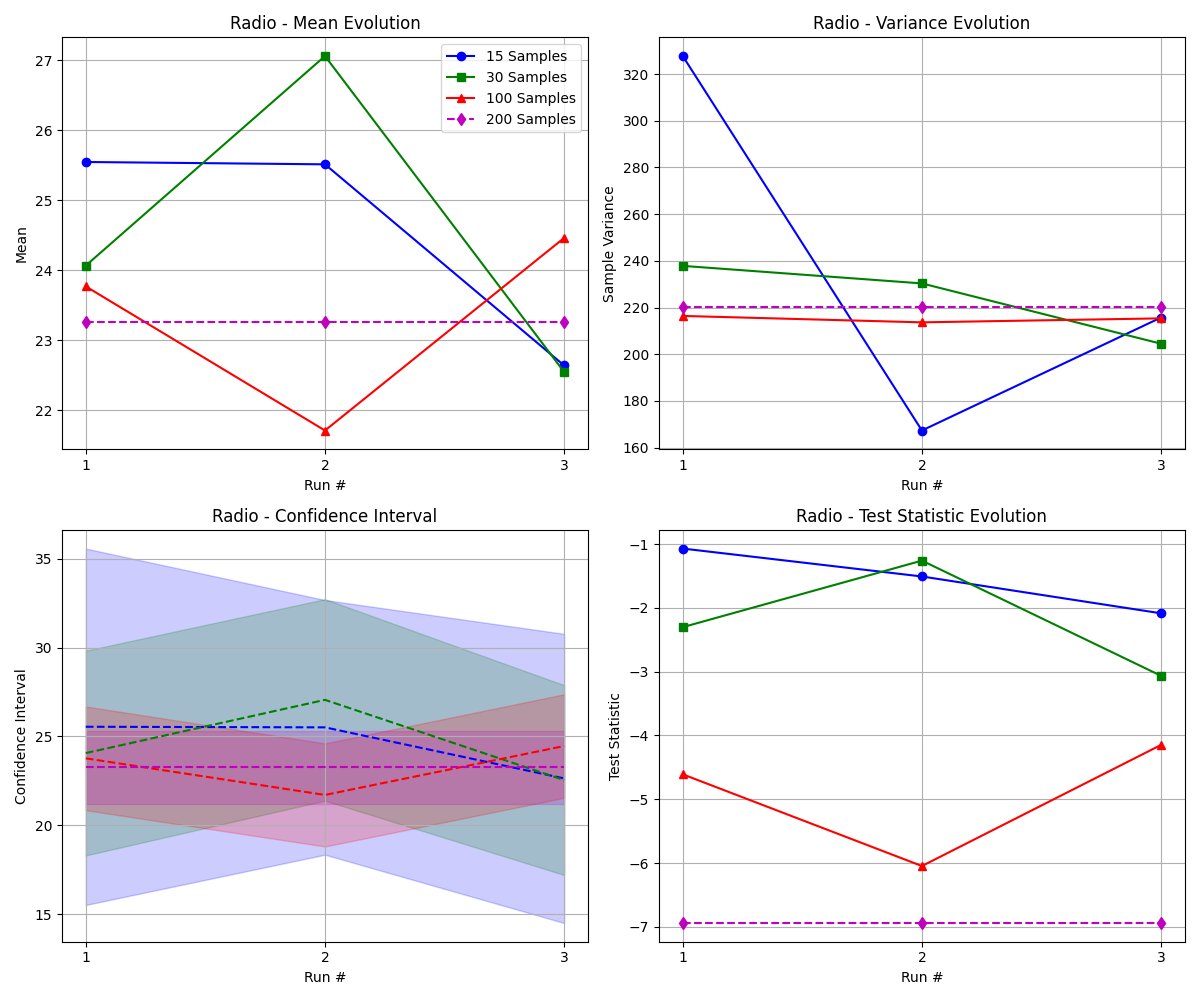 Radio - Mean Evolution
Mean
27
26
25
24
23
22
15 Samples
30 Samples
100 Samples
200 Samples
1
2
3
Run #
Radio - Variance Evolution
Sample Variance
320
300
280
260
240
220
200
180
160
1
2
3
Run #
Radio - Confidence Interval
Confidence Interval
35
30
25
20
15
1
2
3
Run #
Radio - Test Statistic Evolution
Test Statistic
−1
−2
−3
−4
−5
−6
−7
1
2
3
Run #